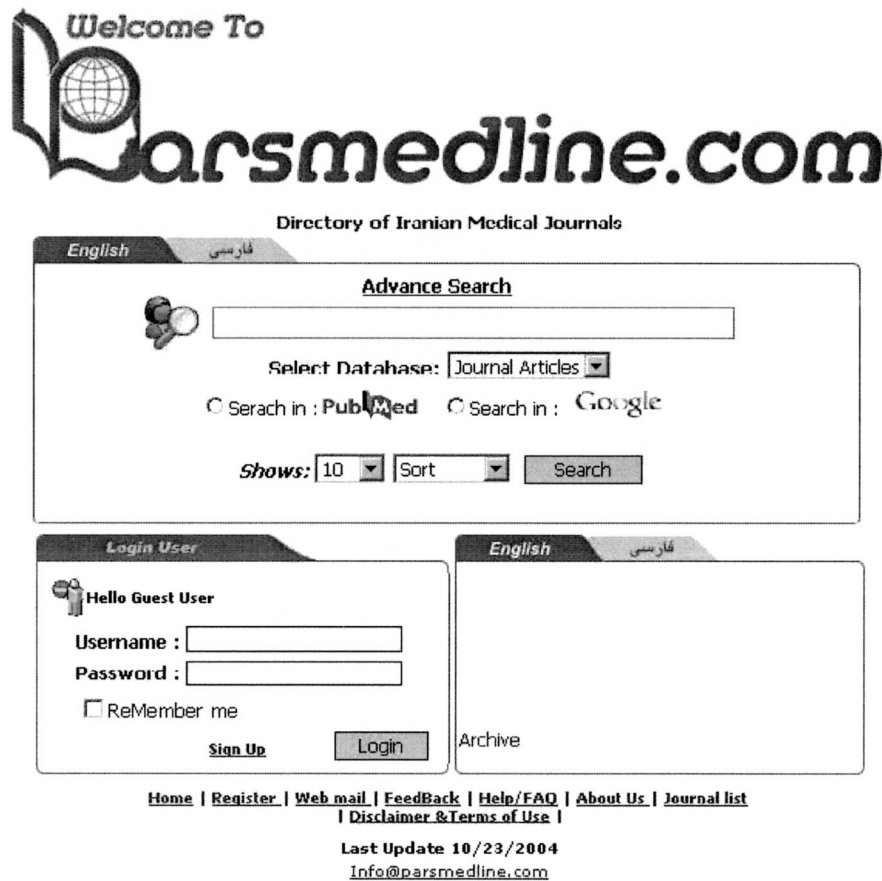 Welcome To
Parsmedline.com
Directory of Iranian Medical Journals
English فارسی
Advance Search
Select Database: Journal Articles
Serach in : PubMed Search in : Google
Shows: 10 Sort Search
Login User
Hello Guest User
Username :
Password :
ReMember me
Sign Up Login
English فارسی
Archive
Home | Register | Web mail | FeedBack | Help/FAQ | About Us | Journal list
| Disclaimer &Terms of Use |
Last Update 10/23/2004
Info@parsmedline.com